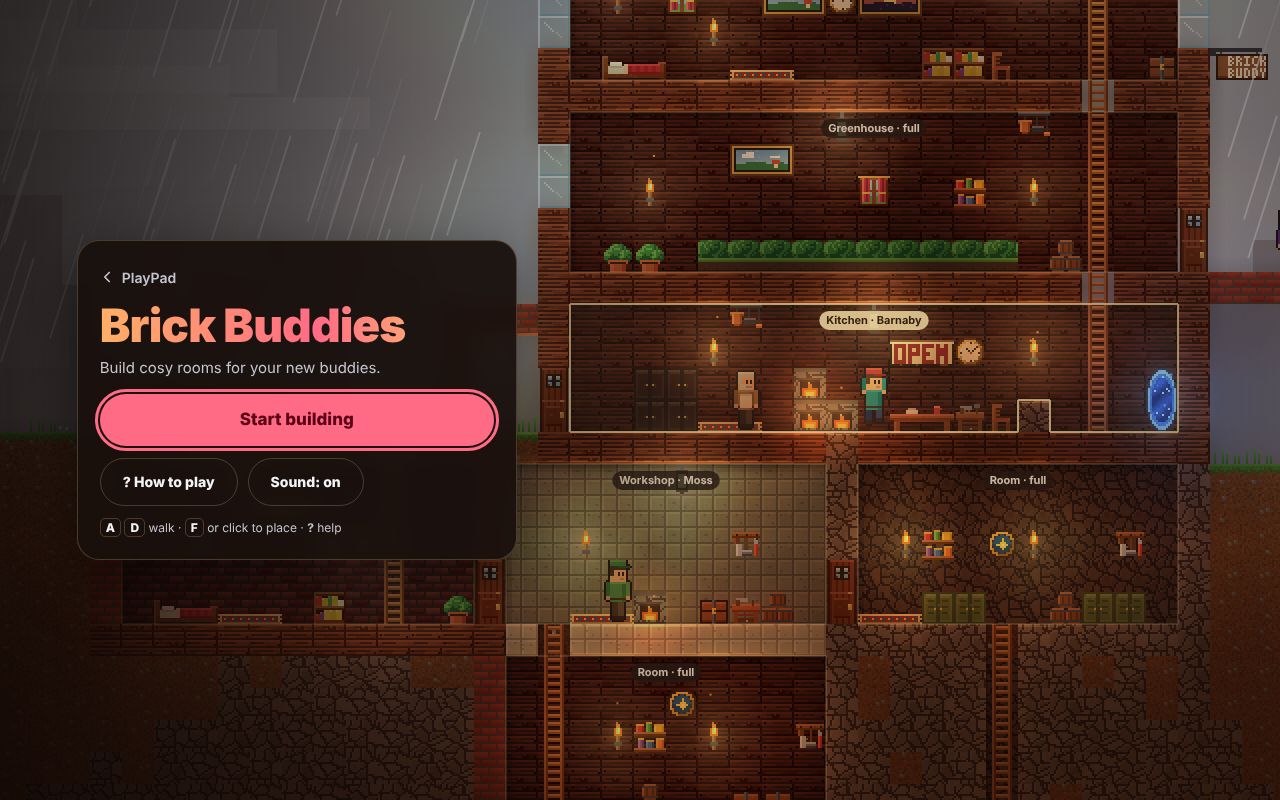 BRICK
BUDDY
Greenhouse · full
PlayPad
Brick Buddies
Build cosy rooms for your new buddies.
Start building
? How to play
Sound: on
A D walk · F or click to place · ? help
Kitchen · Barnaby
OPEN
Workshop · Moss
Room · full
Room · full